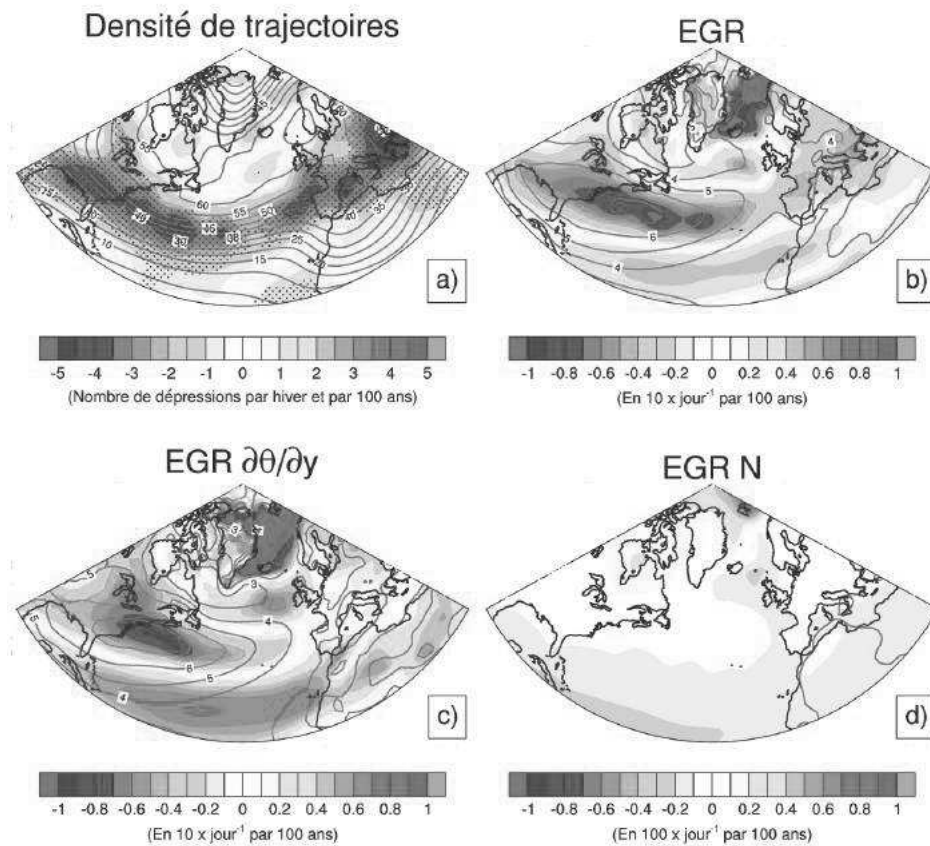 Densité de trajectoires
EGR
a)
b)
-5 -4 -3 -2 -1 0 1 2 3 4 5
(Nombre de dépressions par hiver et par 100 ans)
-1 -0.8 -0.6 -0.4 -0.2 0 0.2 0.4 0.6 0.8 1
(En 10 x jour⁻¹ par 100 ans)
EGR ∂θ/∂y
EGR N
c)
d)
-1 -0.8 -0.6 -0.4 -0.2 0 0.2 0.4 0.6 0.8 1
(En 10 x jour⁻¹ par 100 ans)
-1 -0.8 -0.6 -0.4 -0.2 0 0.2 0.4 0.6 0.8 1
(En 100 x jour⁻¹ par 100 ans)